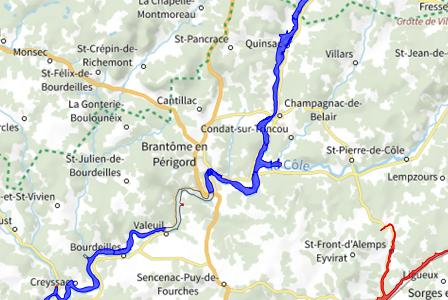 La Chapelle-
Montmoreau
Fresse
Grotte de Vil
St-Pancrace
Quinsac
Monsec
St-Crépin-de-
Richemont
Villars
St-Jean-de-
St-Félix-de-
Bourdeilles
Cantillac
La Gonterie-
Boulouneix
Champagnac-de-
Belair
ycles
Condat-sur-Trincou
Brantôme en
Périgord
St-Julien-de-
Bourdeilles
St-Pierre-de-Côle
Côle
Lempzours
e-et-St-Vivien
Valeuil
ust
Bourdeilles
St-Front-d'Alemps
Eyvirat
Ligueux
Creyssac
Sencenac-Puy-de-
Fourches
Sorges e